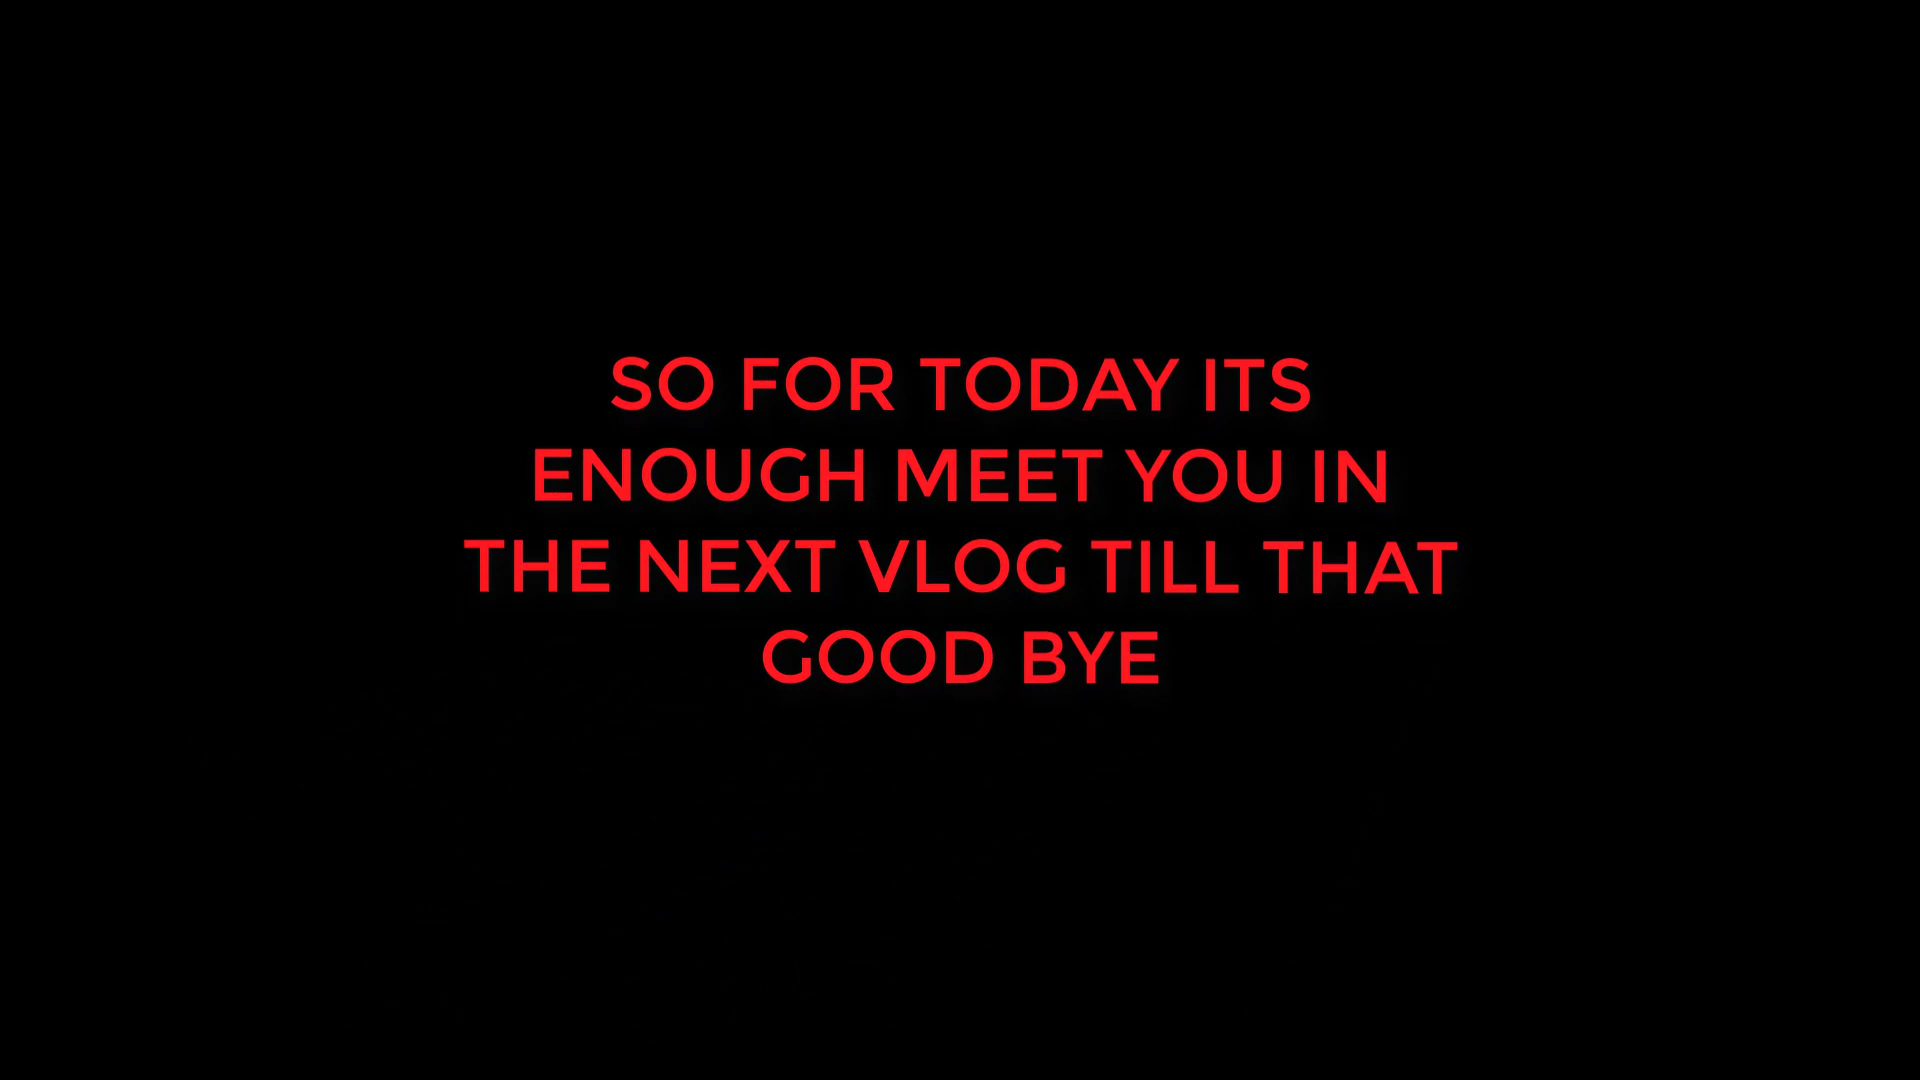 SO FOR TODAY ITS
ENOUGH MEET YOU IN
THE NEXT VLOG TILL THAT
GOOD BYE